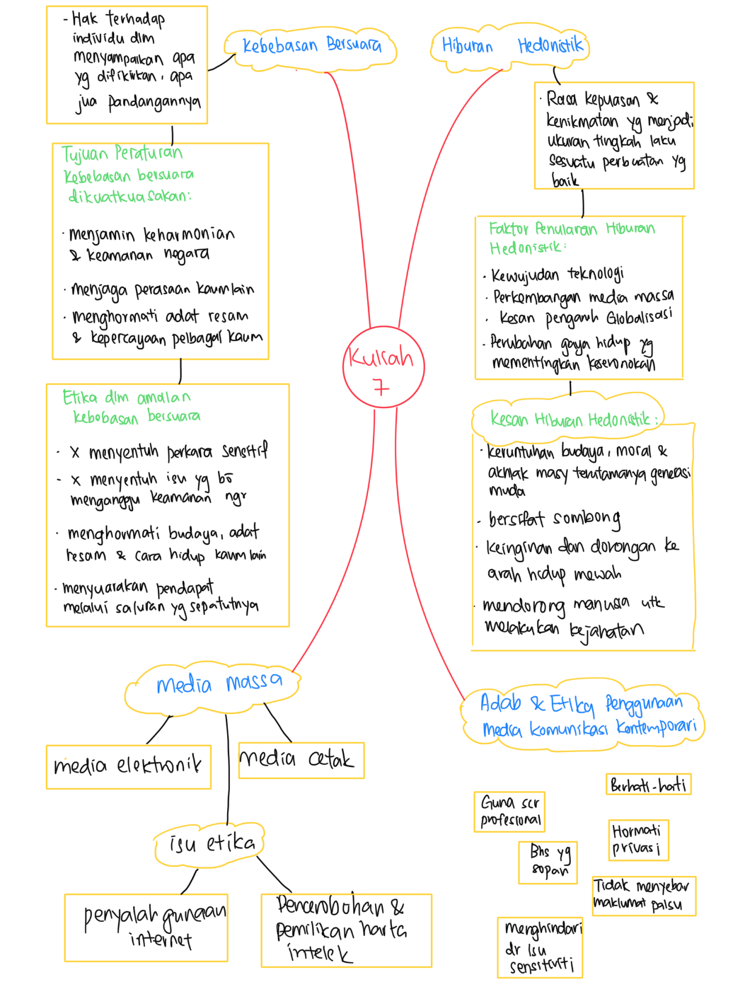 - Hak terhadap
individu dlm
menyampaikan apa
yg difikirkan, apa
jua pandangannya
Kebebasan Bersuara
Tujuan Peraturan
kebebasan bersuara
dikuatkuasakan:
· menjamin keharmonian
& keamanan negara
· menjaga perasaan kaum lain
· menghormati adat resam
& kepercayaan pelbagai kaum
Etika dlm amalan
kebebasan bersuara
- X menyentuh perkara sensitif
- X menyentuh isu yg
menganggu keamanan ngr
· menghormati budaya, adat
resam & cara hidup kaum lain
· menyuarakan pendapat
melalui saluran yg sepatutnya
Hiburan Hedonistik
· Rasa kepuasan &
kenikmatan yg menjadi
ukuran tingkah laku
sesuatu perbuatan yg
baik
Faktor Penularan Hiburan
Hedonistik:
· Kewujudan teknologi
· Perkembangan media massa
· Kesan pengaruh Globalisasi
· Perubahan gaya hidup yg
mementingkan keseronokan
Kesan Hiburan Hedonistik:
· keruntuhan budaya, moral &
akhlak masy terutamanya generasi
muda
- bersifat sombong
· keinginan dan dorongan ke
arah hidup mewah
· mendorong manusia utk
melakukan kejahatan
Kuliah
7
Media massa
media elektronik
media cetak
isu etika
penyalahgunaan
internet
Pencerobohan &
pemilikan harta
intelek
Adab & Etika Penggunaan
media komunikasi kontemporari
Berhati-hati
Guna scr
profesional
Hormati
privasi
Bhs yg
sopan
Tidak menyebar
maklumat palsu
menghindari
dr isu
sensitiviti